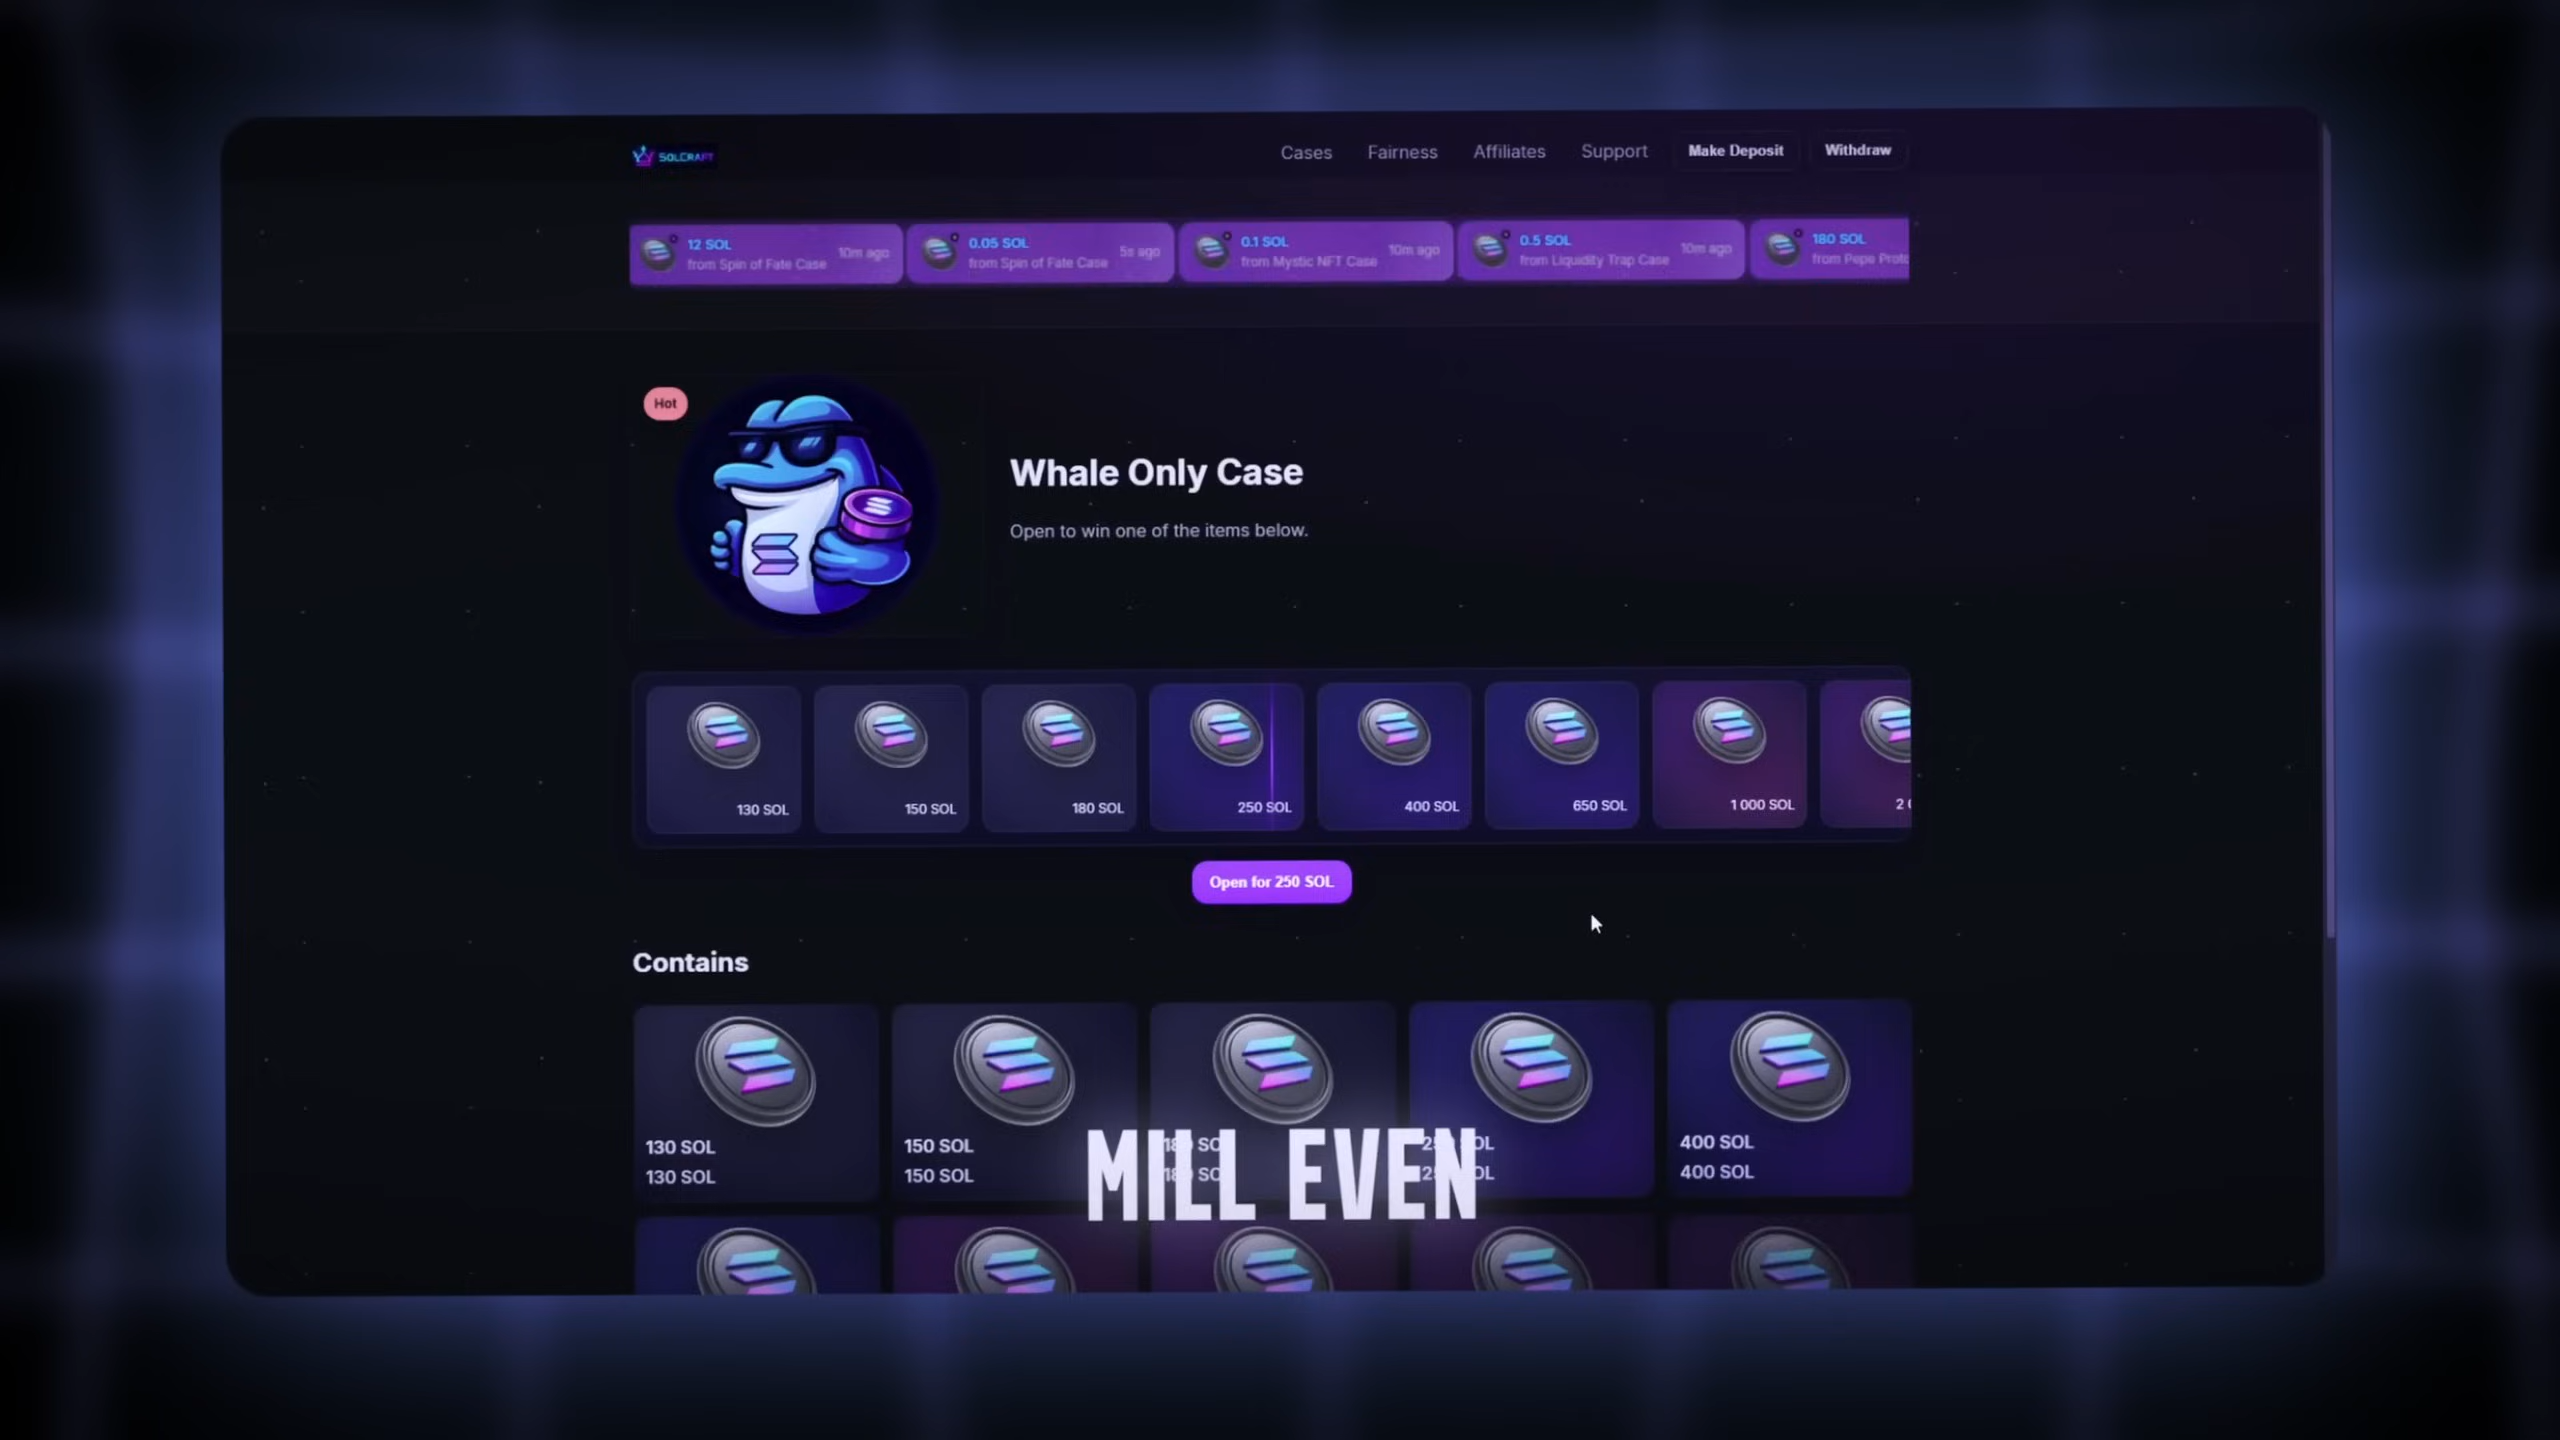 SOLCRAFT
Cases
Fairness
Affiliates
Support
Make Deposit
Withdraw
12 SOL
from Spin of Fate Case
10m ago
0.05 SOL
from Spin of Fate Case
5s ago
0.1 SOL
from Mystic NFT Case
10m ago
0.5 SOL
from Liquidity Trap Case
10m ago
180 SOL
from Pepe
Hot
Whale Only Case
Open to win one of the items below.
130 SOL
150 SOL
180 SOL
250 SOL
400 SOL
650 SOL
1 000 SOL
Open for 250 SOL
Contains
130 SOL
130 SOL
150 SOL
150 SOL
400 SOL
400 SOL
MILL EVEN